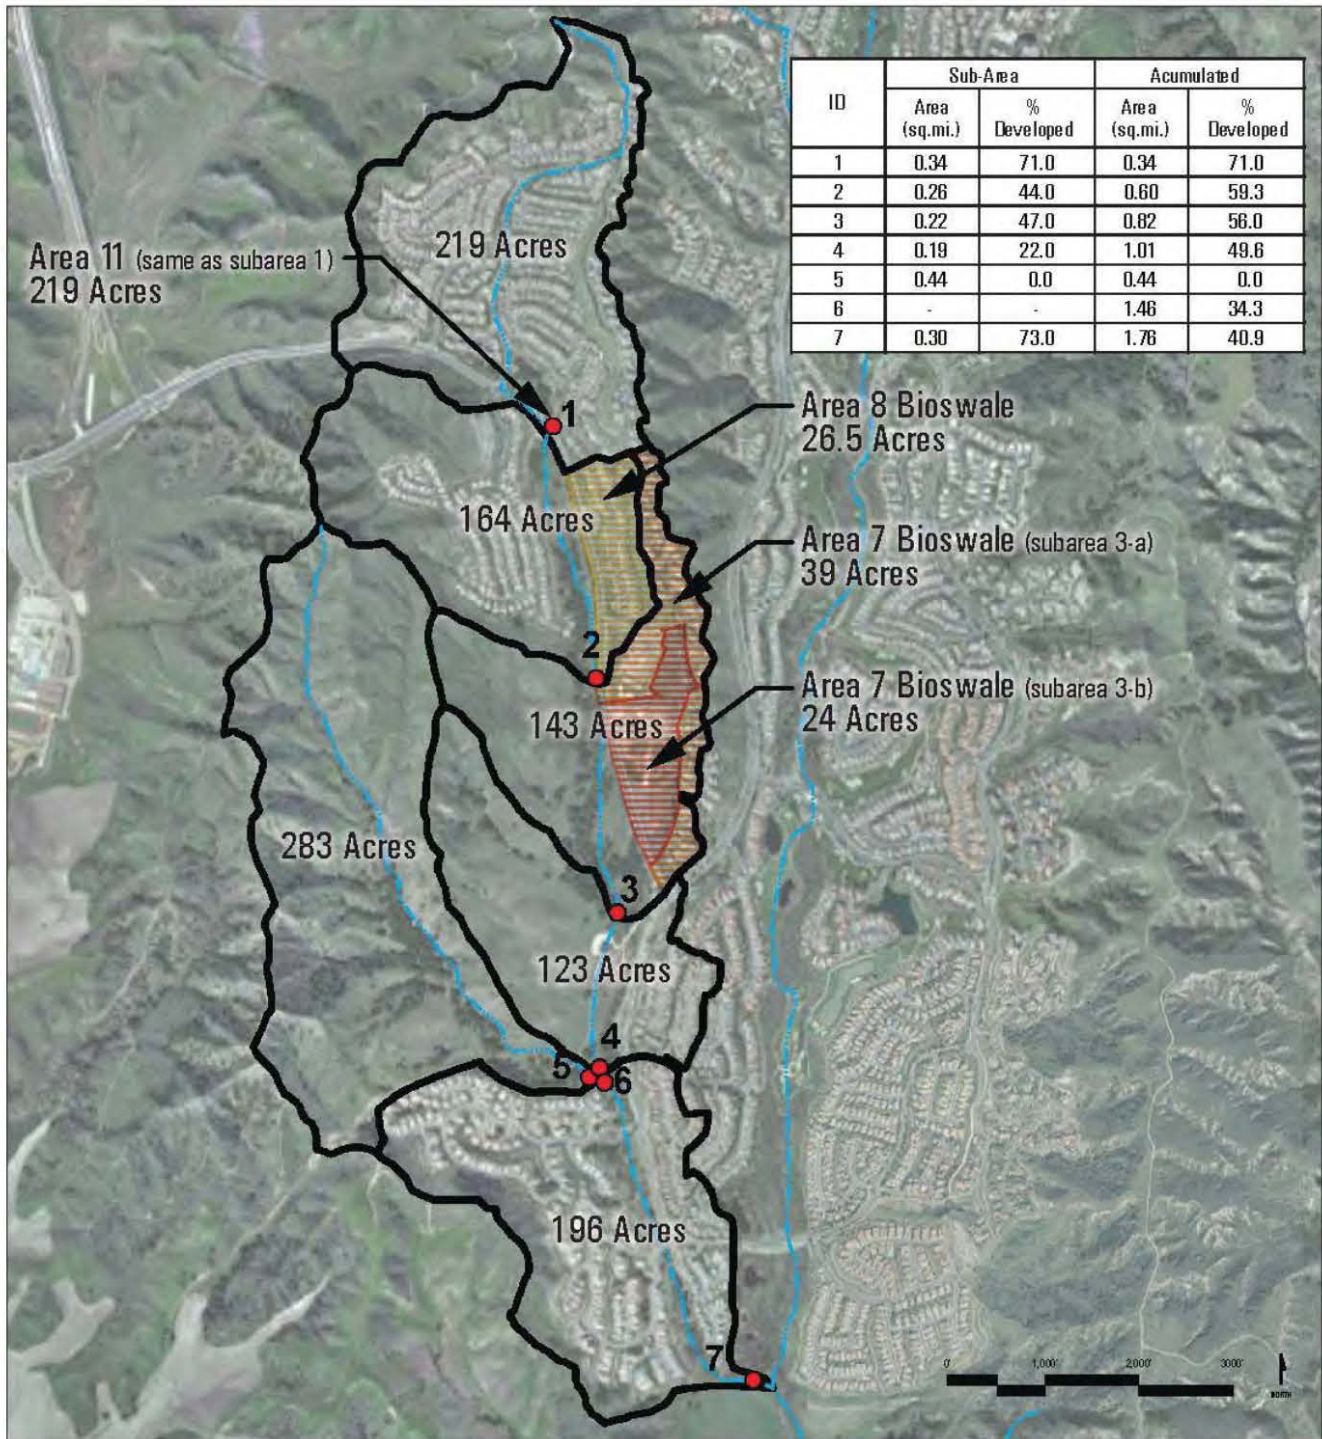 Sub-Area Acumulated
ID Area (sq.mi.) % Developed Area (sq.mi.) % Developed
1 0.34 71.0 0.34 71.0
2 0.26 44.0 0.60 59.3
3 0.22 47.0 0.82 56.0
4 0.19 22.0 1.01 49.6
5 0.44 0.0 0.44 0.0
6 - - 1.46 34.3
7 0.30 73.0 1.76 40.9
219 Acres
Area 11 (same as subarea 1)
219 Acres
1
Area 8 Bioswale
26.5 Acres
164 Acres
Area 7 Bioswale (subarea 3-a)
39 Acres
2
Area 7 Bioswale (subarea 3-b)
24 Acres
143 Acres
283 Acres
3
123 Acres
4
5
6
196 Acres
7
0' 1,000' 2,000' 3000'
NORTH